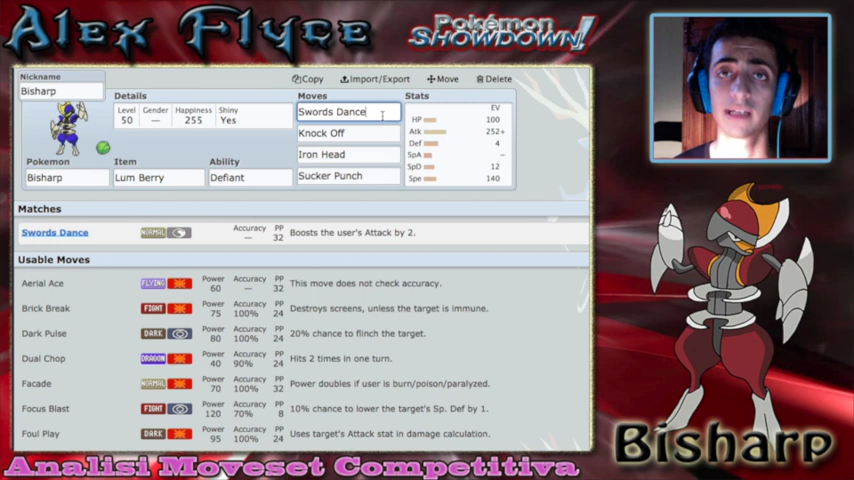 Alex Flyce
Pokémon
SHOWDOWN!
Nickname
Bisharp
Copy Import/Export Move Delete
Details
Level Gender Happiness Shiny
50 — 255 Yes
Pokemon Item Ability
Bisharp Lum Berry Defiant
Moves
Swords Dance
Knock Off
Iron Head
Sucker Punch
Stats
EV
HP 100
Atk 252+
Def 4
SpA —
SpD 12
Spe 140
Matches
Swords Dance NORMAL Accuracy — PP 32 Boosts the user's Attack by 2.
Usable Moves
Aerial Ace FLYING Power 60 Accuracy — PP 32 This move does not check accuracy.
Brick Break FIGHT Power 75 Accuracy 100% PP 24 Destroys screens, unless the target is immune.
Dark Pulse DARK Power 80 Accuracy 100% PP 24 20% chance to flinch the target.
Dual Chop DRAGON Power 40 Accuracy 90% PP 24 Hits 2 times in one turn.
Facade NORMAL Power 70 Accuracy 100% PP 32 Power doubles if user is burn/poison/paralyzed.
Focus Blast FIGHT Power 120 Accuracy 70% PP 8 10% chance to lower the target's Sp. Def by 1.
Foul Play DARK Power 95 Accuracy 100% PP 24 Uses target's Attack stat in damage calculation.
Bisharp
Analisi Moveset Competitiva